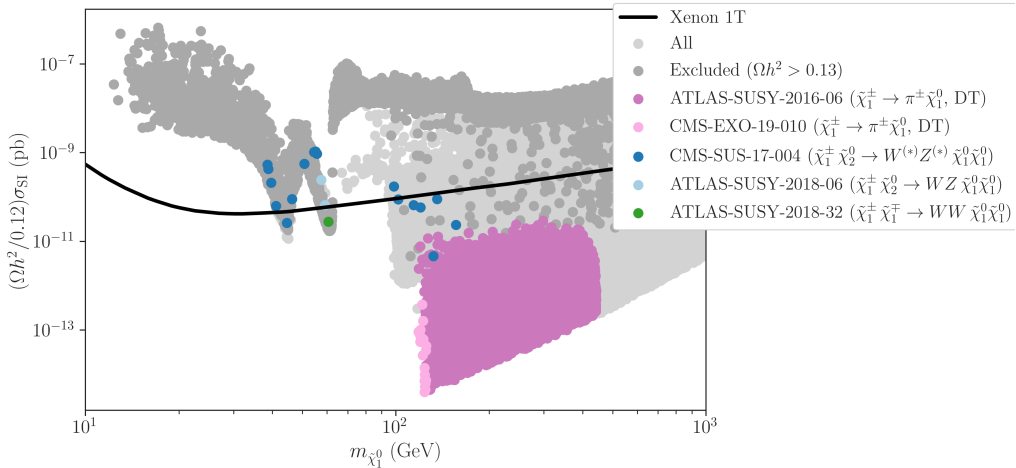 Xenon 1T
All
Excluded (Ωh² > 0.13)
ATLAS-SUSY-2016-06 (χ̃₁± → π±χ̃₁⁰, DT)
CMS-EXO-19-010 (χ̃₁± → π±χ̃₁⁰, DT)
CMS-SUS-17-004 (χ̃₁± χ̃₂⁰ → W⁽*⁾Z⁽*⁾ χ̃₁⁰χ̃₁⁰)
ATLAS-SUSY-2018-06 (χ̃₁± χ̃₂⁰ → WZ χ̃₁⁰χ̃₁⁰)
ATLAS-SUSY-2018-32 (χ̃₁± χ̃₁∓ → WW χ̃₁⁰χ̃₁⁰)
(Ωh²/0.12)σ_SI (pb)
10⁻⁷
10⁻⁹
10⁻¹¹
10⁻¹³
10¹
10²
10³
m_χ̃₁⁰ (GeV)